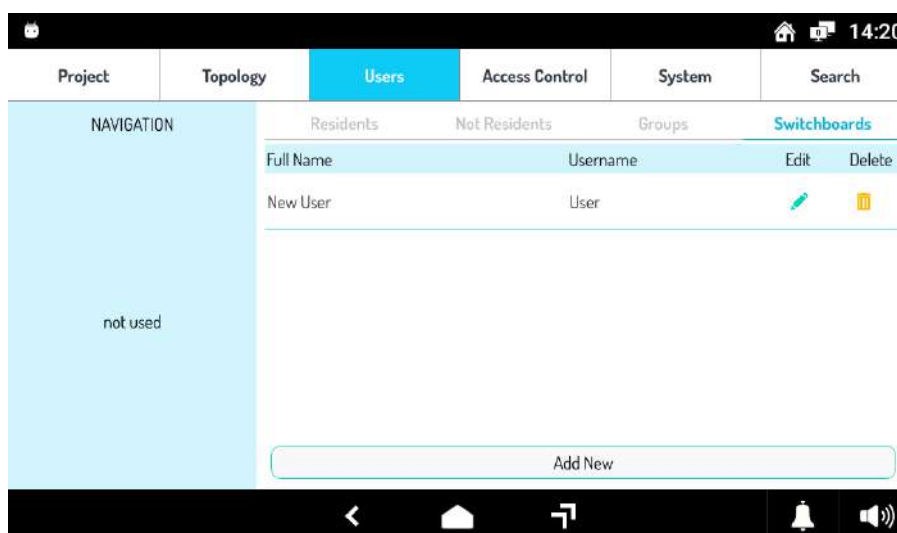 14:20
Project Topology Users Access Control System Search
NAVIGATION Residents Not Residents Groups Switchboards
Full Name Username Edit Delete
New User User
not used
Add New